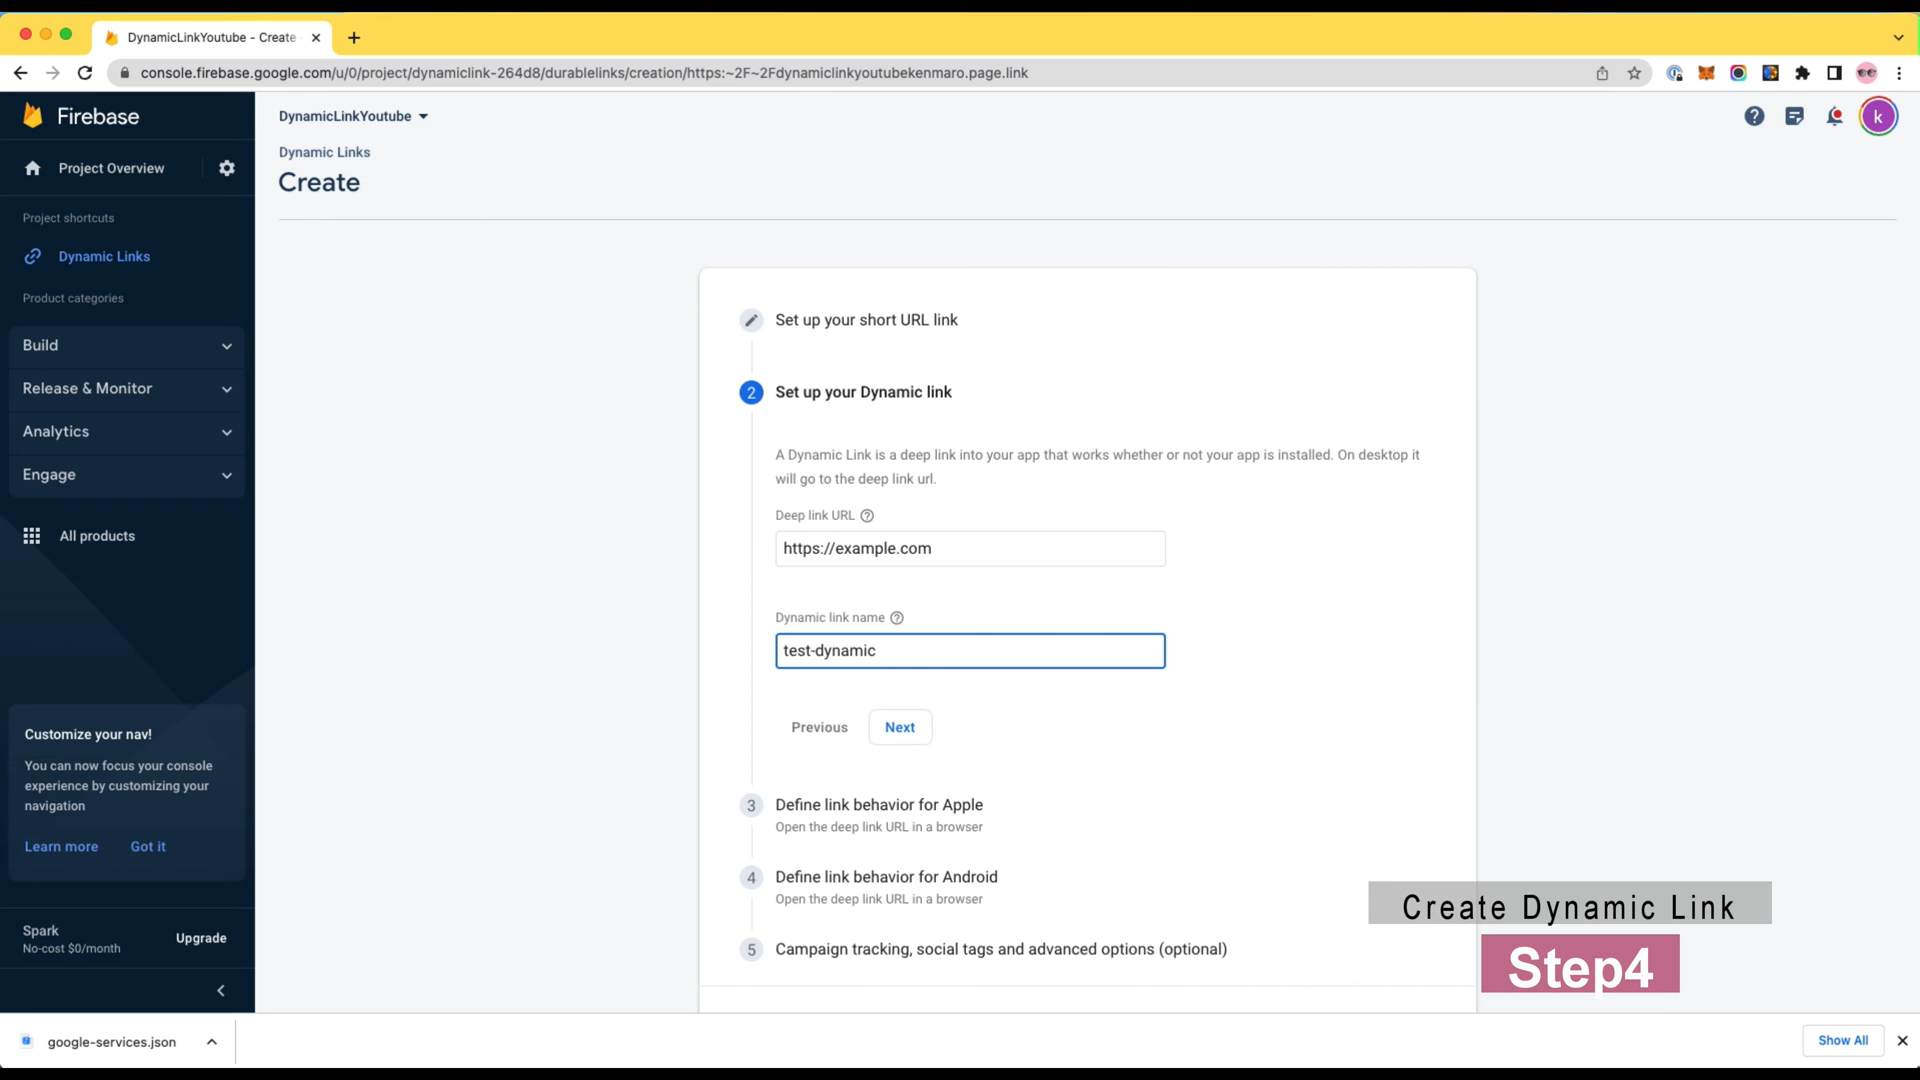 DynamicLinkYoutube - Create
console.firebase.google.com/u/0/project/dynamiclink-264d8/durablelinks/creation/https:~2F~2Fdynamiclinkyoutubekenmaro.page.link
Firebase
DynamicLinkYoutube
k
Project Overview
Dynamic Links
Create
Project shortcuts
Dynamic Links
Product categories
Build
Release & Monitor
Analytics
Engage
All products
Customize your nav!
You can now focus your console
experience by customizing your
navigation
Learn more Got it
Spark
No-cost $0/month
Upgrade
Set up your short URL link
2 Set up your Dynamic link
A Dynamic Link is a deep link into your app that works whether or not your app is installed. On desktop it
will go to the deep link url.
Deep link URL
https://example.com
Dynamic link name
test-dynamic
Previous Next
3 Define link behavior for Apple
Open the deep link URL in a browser
4 Define link behavior for Android
Open the deep link URL in a browser
5 Campaign tracking, social tags and advanced options (optional)
Create Dynamic Link
Step4
google-services.json
Show All